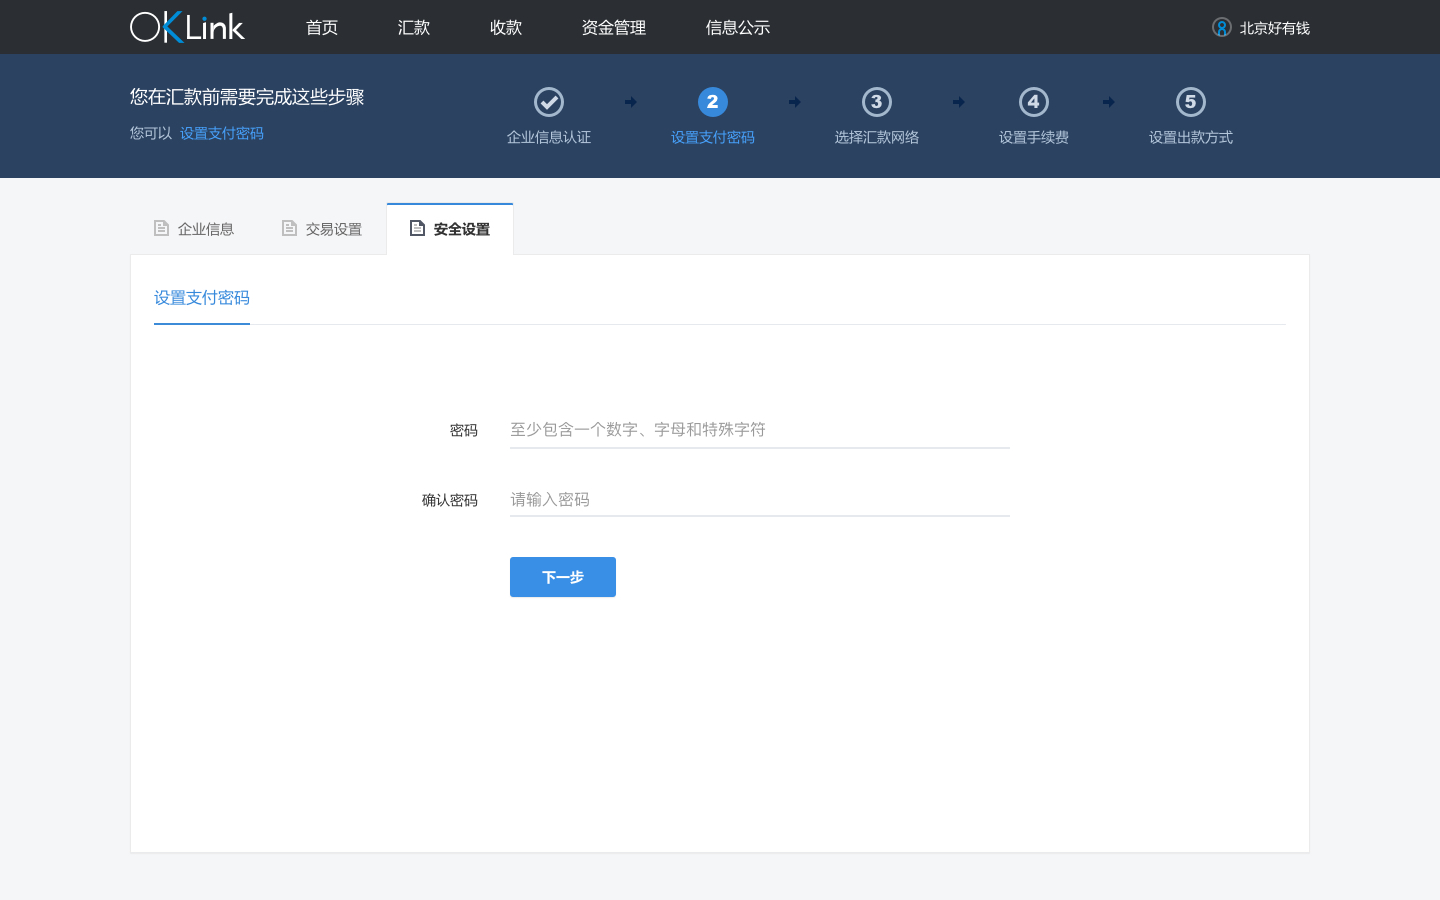 OKLink 首页 汇款 收款 资金管理 信息公示 北京好有钱
您在汇款前需要完成这些步骤
您可以 设置支付密码
2 3 4 5
企业信息认证 设置支付密码 选择汇款网络 设置手续费 设置出款方式
企业信息 交易设置 安全设置
设置支付密码
密码 至少包含一个数字、字母和特殊字符
确认密码 请输入密码
下一步